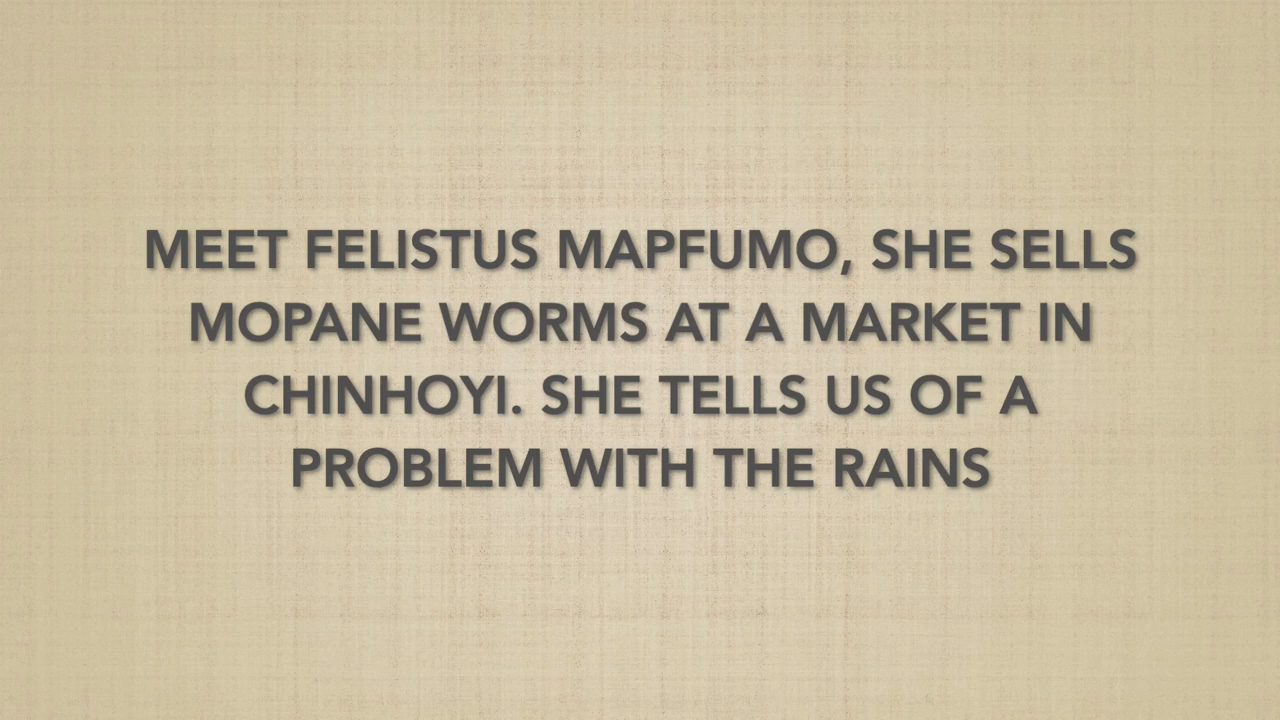 MEET FELISTUS MAPFUMO, SHE SELLS
MOPANE WORMS AT A MARKET IN
CHINHOYI. SHE TELLS US OF A
PROBLEM WITH THE RAINS